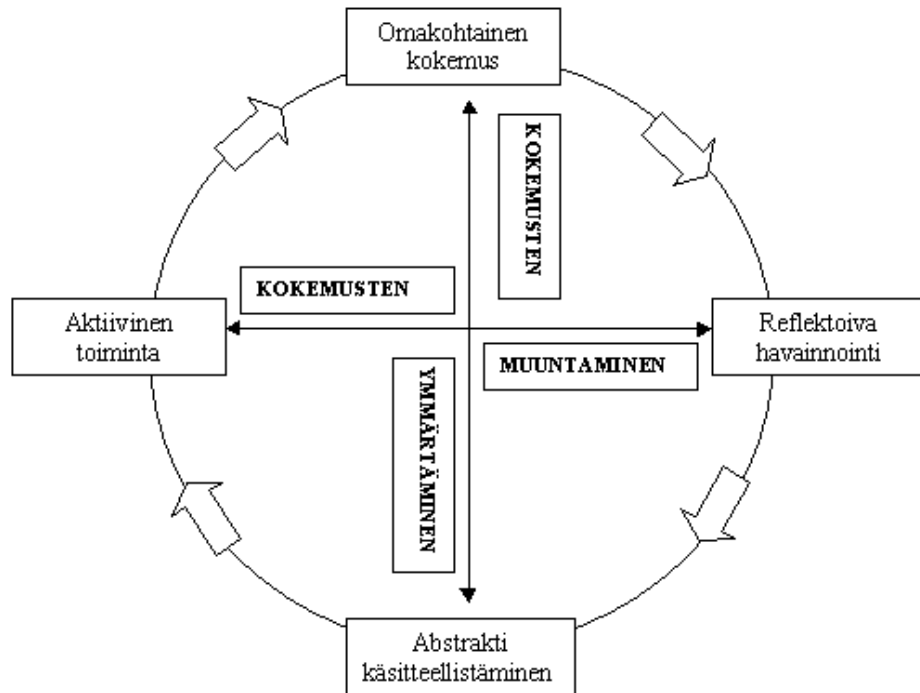 Omakohtainen
kokemus
KOKEMUSTEN
KOKEMUSTEN
Aktiivinen
toiminta
Reflektoiva
havainnointi
MUUNTAMINEN
YMMÄRTÄMINEN
Abstrakti
käsitteellistäminen